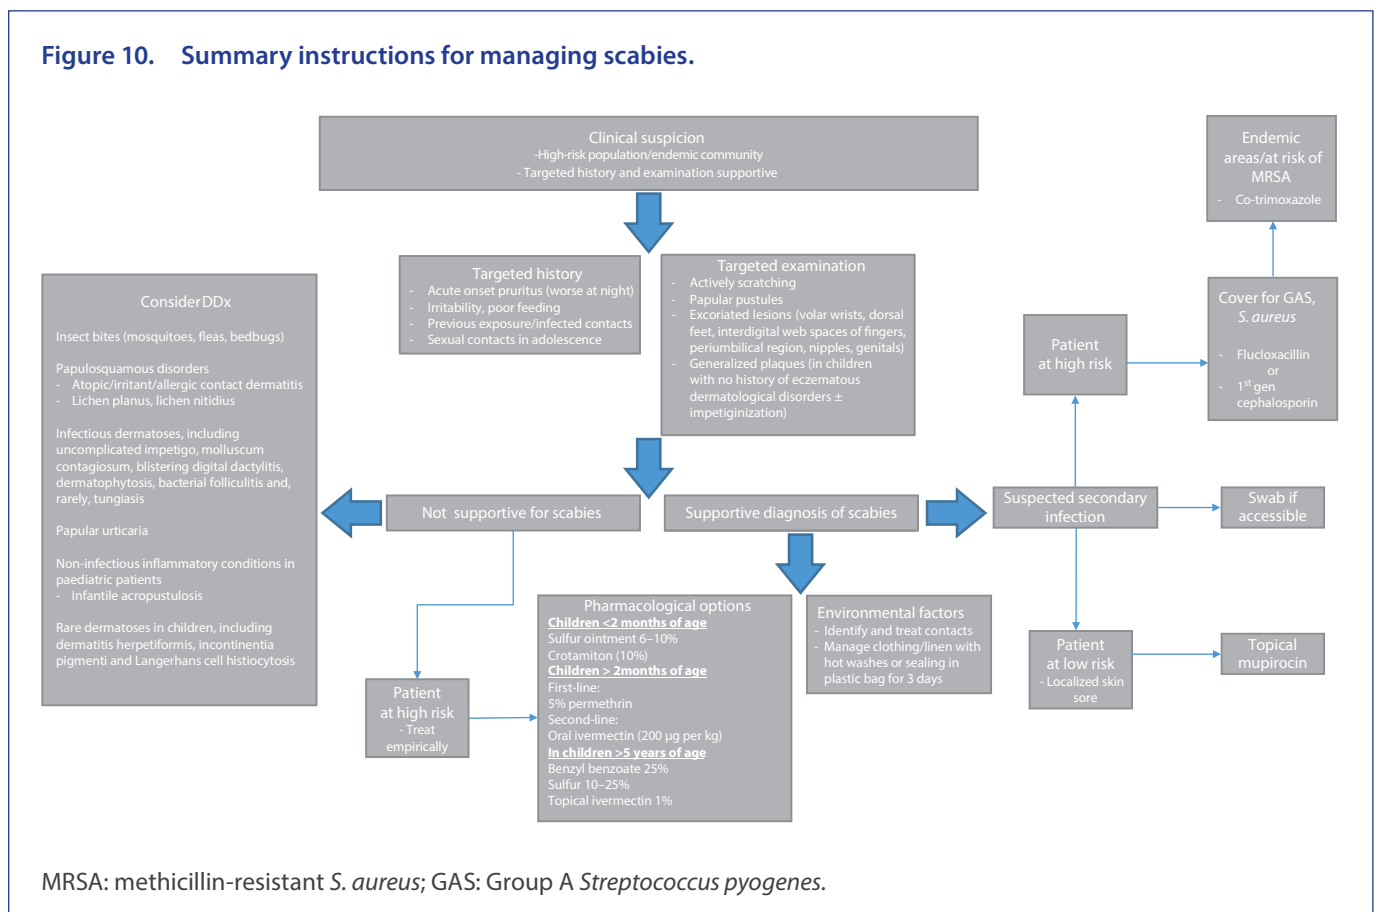 Figure 10. Summary instructions for managing scabies.
Clinical suspicion
-High-risk population/endemic community
- Targeted history and examination supportive
Targeted history
- Acute onset pruritus (worse at night)
- Irritability, poor feeding
- Previous exposure/infected contacts
- Sexual contacts in adolescence
Targeted examination
- Actively scratching
- Papular pustules
- Excoriated lesions (volar wrists, dorsal
feet, interdigital web spaces of fingers,
periumbilical region, nipples, genitals)
- Generalized plaques (in children
with no history of eczematous
dermatological disorders ±
impetiginization)
Consider DDx
Insect bites (mosquitoes, fleas, bedbugs)
Papulosquamous disorders
- Atopic/irritant/allergic contact dermatitis
- Lichen planus, lichen nitidius
Infectious dermatoses, including
uncomplicated impetigo, molluscum
contagiosum, blistering digital dactylitis,
dermatophytosis, bacterial folliculitis and,
rarely, tungiasis
Papular urticaria
Non-infectious inflammatory conditions in
paediatric patients
- Infantile acropustulosis
Rare dermatoses in children, including
dermatitis herpetiformis, incontinentia
pigmenti and Langerhans cell histiocytosis
Not supportive for scabies
Supportive diagnosis of scabies
Patient
at high risk
- Treat
empirically
Pharmacological options
Children <2 months of age
Sulfur ointment 6–10%
Crotamiton (10%)
Children > 2months of age
First-line:
5% permethrin
Second-line:
Oral ivermectin (200 µg per kg)
In children >5 years of age
Benzyl benzoate 25%
Sulfur 10–25%
Topical ivermectin 1%
Environmental factors
- Identify and treat contacts
- Manage clothing/linen with
hot washes or sealing in
plastic bag for 3 days
Suspected secondary
infection
Swab if
accessible
Patient
at high risk
Cover for GAS,
S. aureus
- Flucloxacillin
or
- 1st gen
cephalosporin
Endemic
areas/at risk of
MRSA
- Co-trimoxazole
Patient
at low risk
- Localized skin
sore
Topical
mupirocin
MRSA: methicillin-resistant S. aureus; GAS: Group A Streptococcus pyogenes.